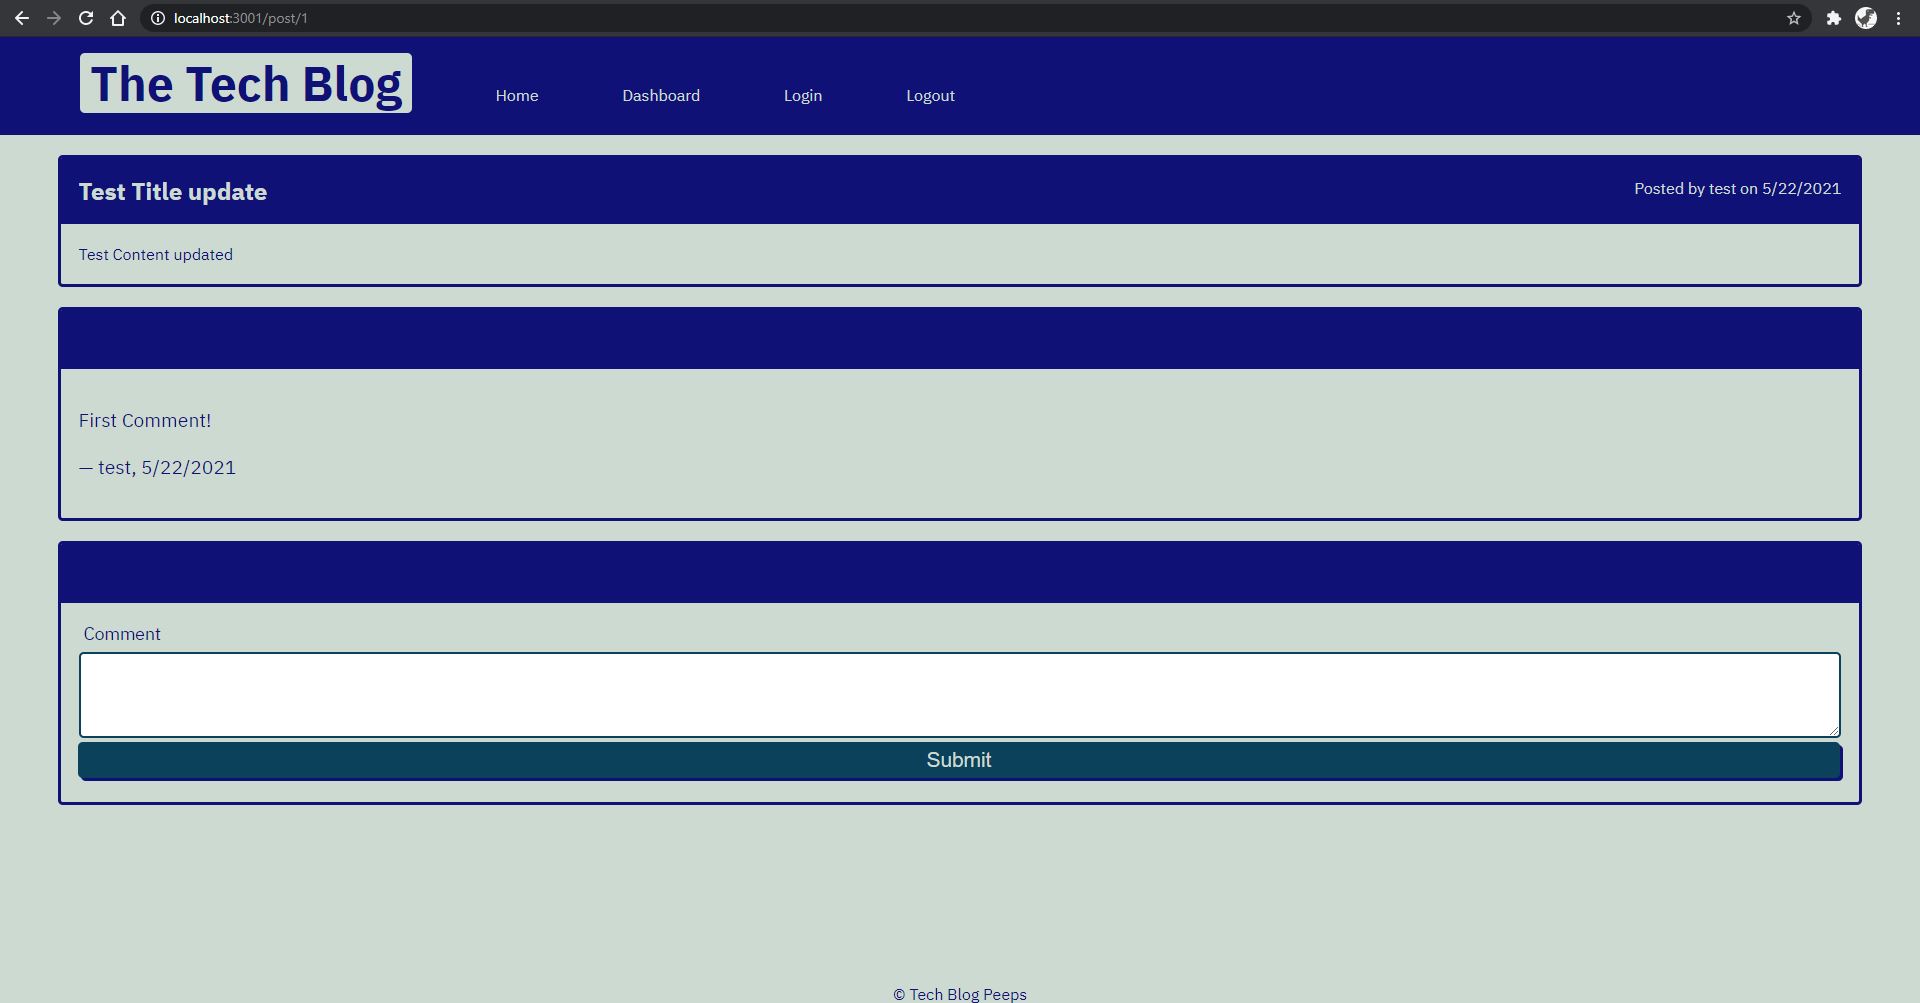 localhost:3001/post/1
The Tech Blog
Home Dashboard Login Logout
Test Title update
Posted by test on 5/22/2021
Test Content updated
First Comment!
— test, 5/22/2021
Comment
Submit
© Tech Blog Peeps